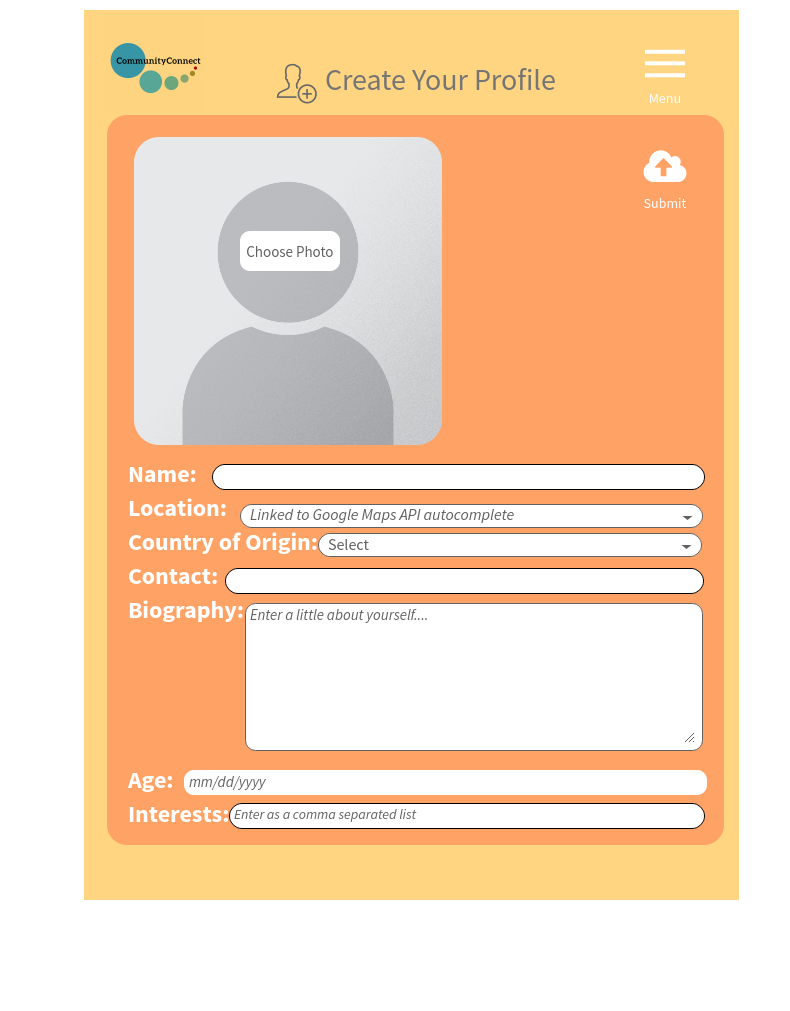 CommunityConnect
Create Your Profile
Menu
Choose Photo
Submit
Name:
Location: Linked to Google Maps API autocomplete
Country of Origin: Select
Contact:
Biography: Enter a little about yourself....
Age: mm/dd/yyyy
Interests: Enter as a comma separated list